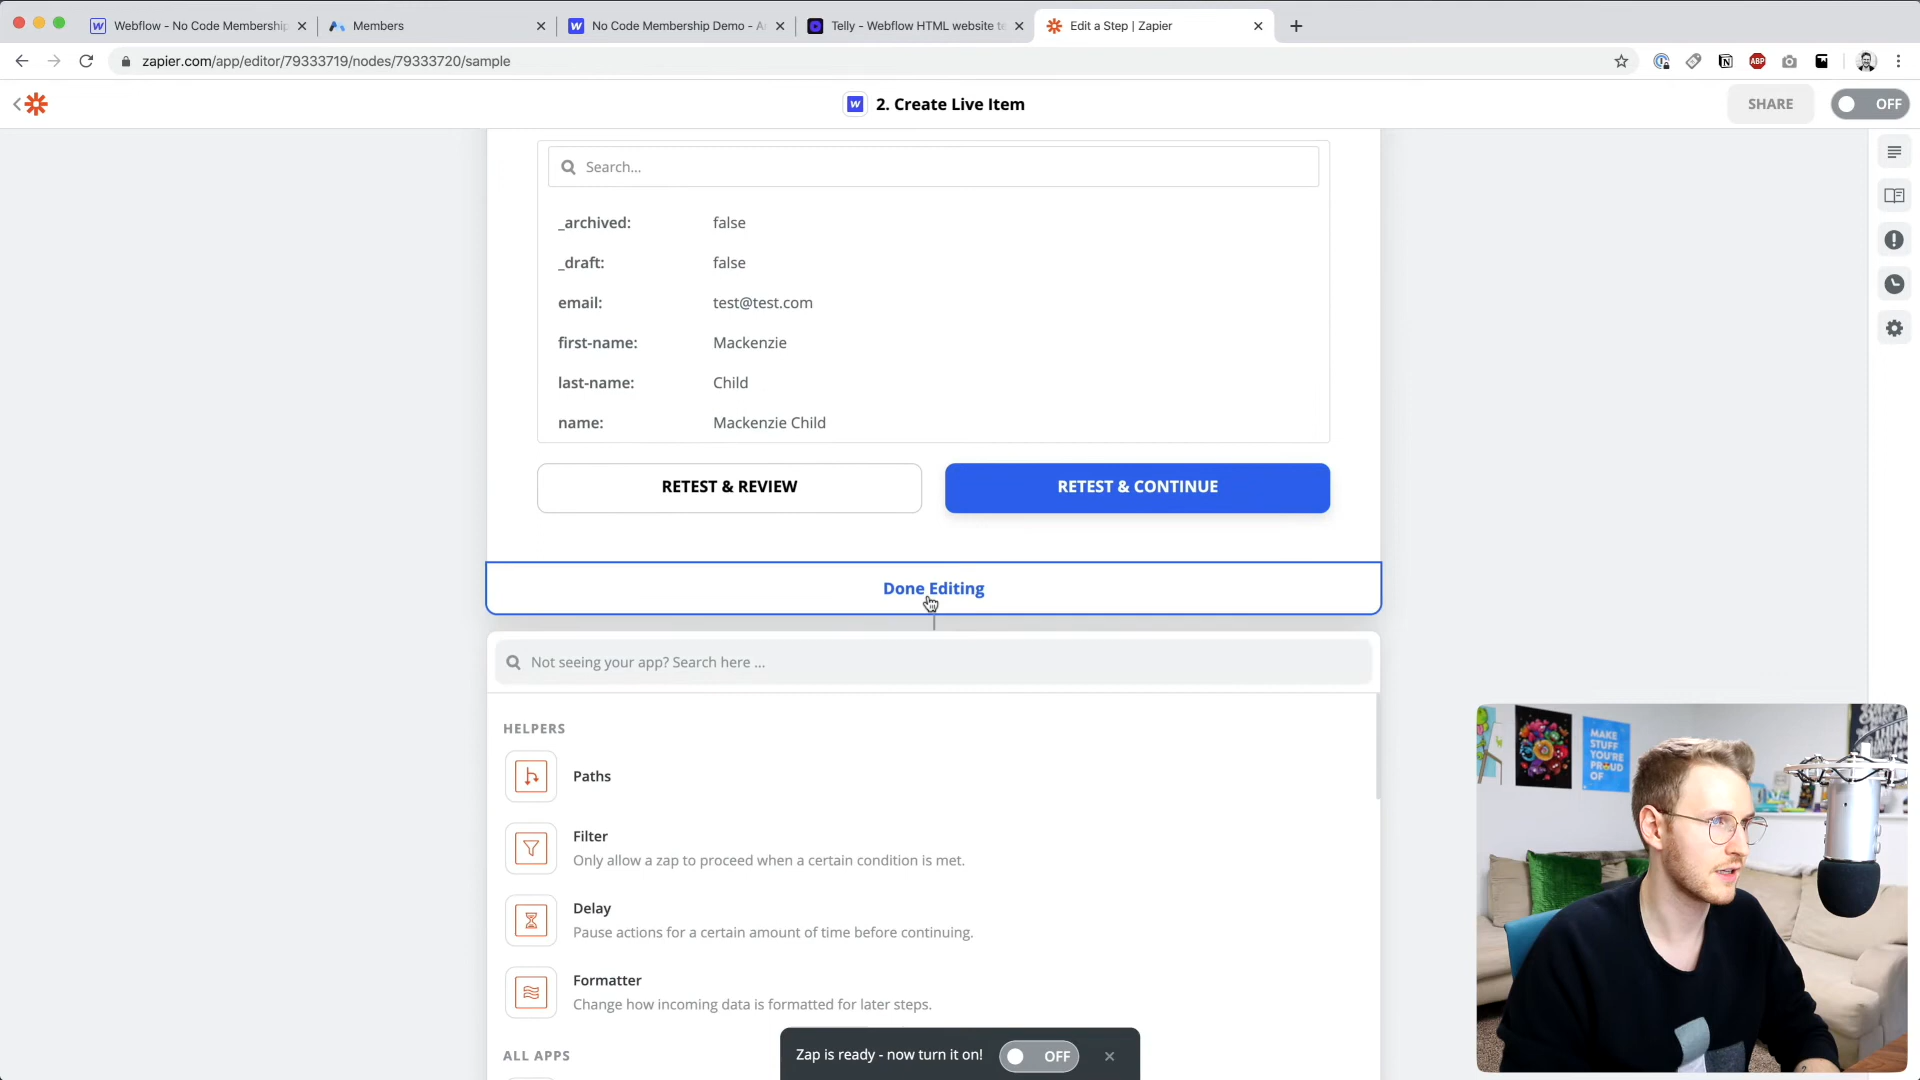 Webflow - No Code Membership
Members
No Code Membership Demo - A
Telly - Webflow HTML website te
Edit a Step | Zapier
zapier.com/app/editor/79333719/nodes/79333720/sample
ABP
2. Create Live Item
SHARE
OFF
Search...
_archived: false
_draft: false
email: test@test.com
first-name: Mackenzie
last-name: Child
name: Mackenzie Child
RETEST & REVIEW
RETEST & CONTINUE
Done Editing
Not seeing your app? Search here ...
HELPERS
Paths
Filter
Only allow a zap to proceed when a certain condition is met.
Delay
Pause actions for a certain amount of time before continuing.
Formatter
Change how incoming data is formatted for later steps.
ALL APPS
Zap is ready - now turn it on!
OFF
MAKE
STUFF
YOU'RE
PROUD
OF